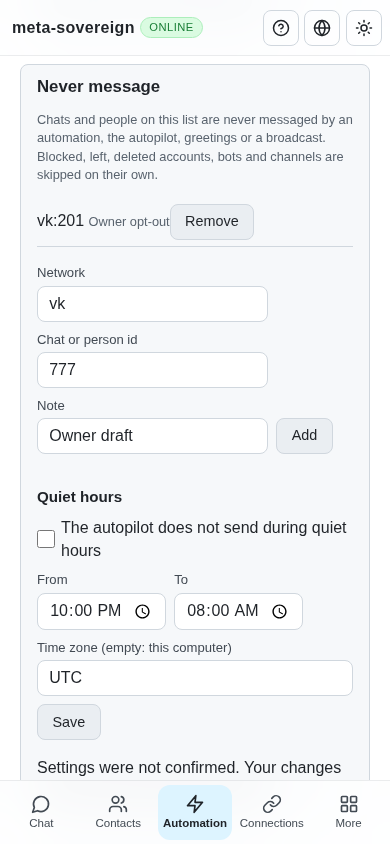 meta-sovereign ONLINE
Never message
Chats and people on this list are never messaged by an
automation, the autopilot, greetings or a broadcast.
Blocked, left, deleted accounts, bots and channels are
skipped on their own.
vk:201 Owner opt-out Remove
Network
vk
Chat or person id
777
Note
Owner draft Add
Quiet hours
The autopilot does not send during quiet
hours
From To
10:00 PM 08:00 AM
Time zone (empty: this computer)
UTC
Save
Settings were not confirmed. Your changes
Chat Contacts Automation Connections More